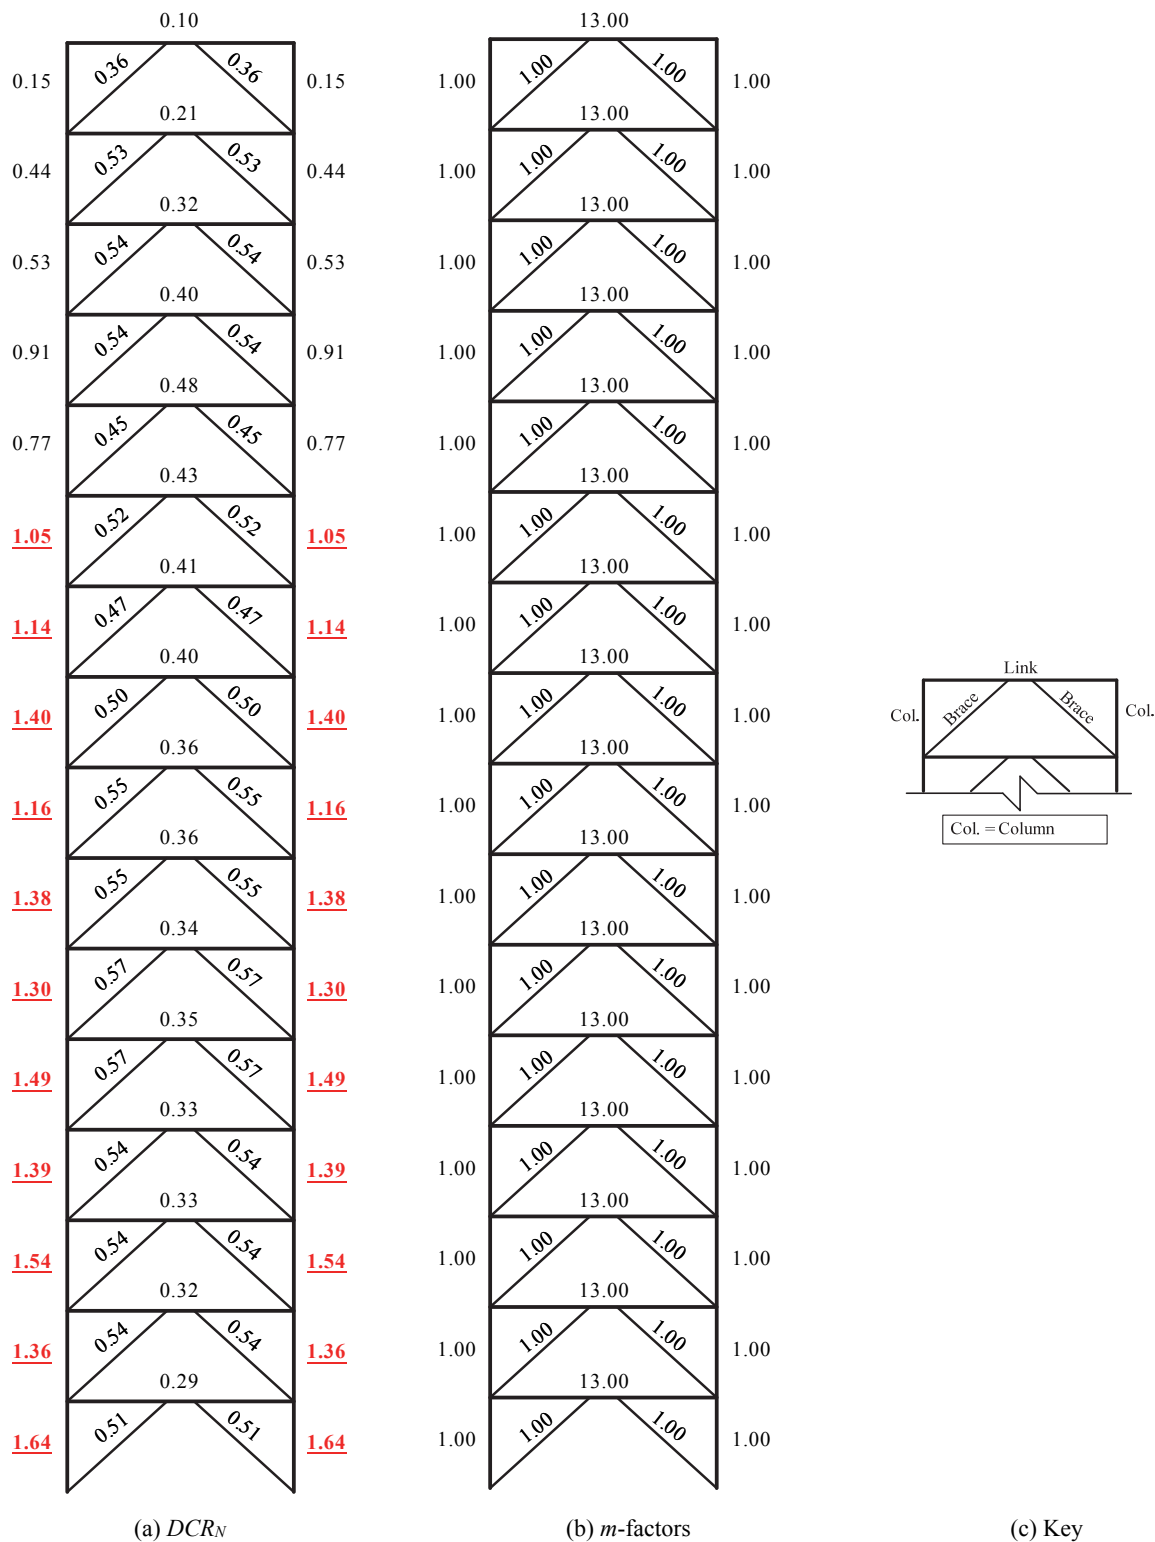 0.10 13.00
0.15 0.36 0.36 0.15 1.00 1.00 1.00 1.00
0.21 13.00
0.44 0.53 0.53 0.44 1.00 1.00 1.00 1.00
0.32 13.00
0.53 0.54 0.54 0.53 1.00 1.00 1.00 1.00
0.40 13.00
0.91 0.54 0.54 0.91 1.00 1.00 1.00 1.00
0.48 13.00
0.77 0.45 0.45 0.77 1.00 1.00 1.00 1.00
0.43 13.00
1.05 0.52 0.52 1.05 1.00 1.00 1.00 1.00
0.41 13.00
1.14 0.47 0.47 1.14 1.00 1.00 1.00 1.00
0.40 13.00
1.40 0.50 0.50 1.40 1.00 1.00 1.00 1.00
0.36 13.00
1.16 0.55 0.55 1.16 1.00 1.00 1.00 1.00
0.36 13.00
1.38 0.55 0.55 1.38 1.00 1.00 1.00 1.00
0.34 13.00
1.30 0.57 0.57 1.30 1.00 1.00 1.00 1.00
0.35 13.00
1.49 0.57 0.57 1.49 1.00 1.00 1.00 1.00
0.33 13.00
1.39 0.54 0.54 1.39 1.00 1.00 1.00 1.00
0.33 13.00
1.54 0.54 0.54 1.54 1.00 1.00 1.00 1.00
0.32 13.00
1.36 0.54 0.54 1.36 1.00 1.00 1.00 1.00
0.29 13.00
1.64 0.51 0.51 1.64 1.00 1.00 1.00 1.00
Link
Col. Brace Brace Col.
Col. = Column
(a) DCRN (b) m-factors (c) Key